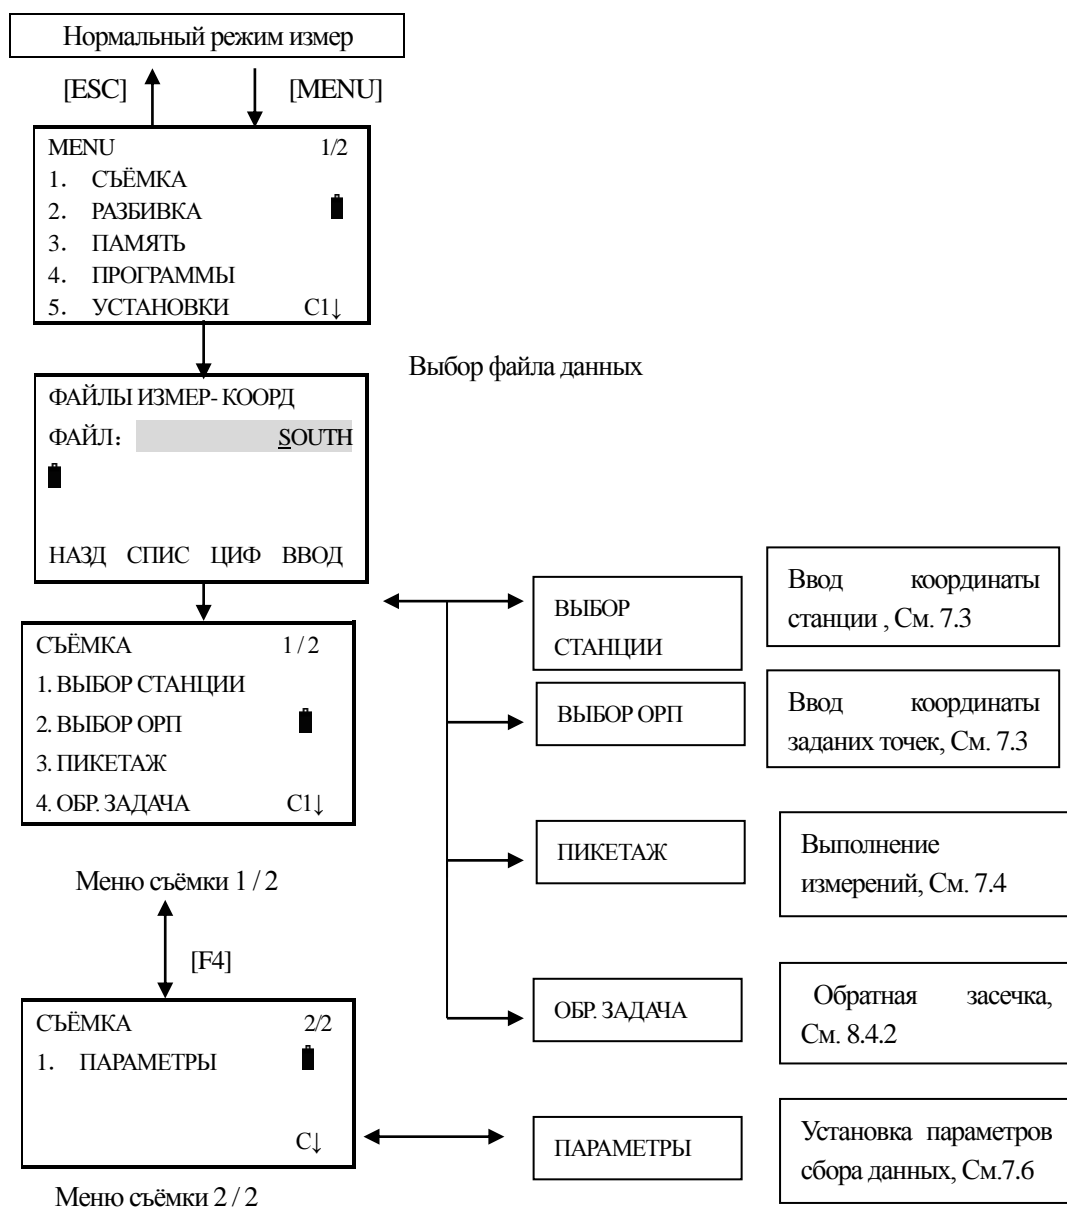 Нормальный режим измер
[ESC]
[MENU]
MENU 1/2
1. СЪЁМКА
2. РАЗБИВКА
3. ПАМЯТЬ
4. ПРОГРАММЫ
5. УСТАНОВКИ C1↓
Выбор файла данных
ФАЙЛЫ ИЗМЕР- КООРД
ФАЙЛ: SOUTH
НАЗД СПИС ЦИФ ВВОД
СЪЁМКА 1 / 2
1. ВЫБОР СТАНЦИИ
2. ВЫБОР ОРП
3. ПИКЕТАЖ
4. ОБР. ЗАДАЧА C1↓
Меню съёмки 1 / 2
[F4]
СЪЁМКА 2/2
1. ПАРАМЕТРЫ
C↓
Меню съёмки 2 / 2
ВЫБОР
СТАНЦИИ
Ввод координаты
станции , См. 7.3
ВЫБОР ОРП
Ввод координаты
заданих точек, См. 7.3
ПИКЕТАЖ
Выполнение
измерений, См. 7.4
ОБР. ЗАДАЧА
Обратная засечка,
См. 8.4.2
ПАРАМЕТРЫ
Установка параметров
сбора данных, См.7.6